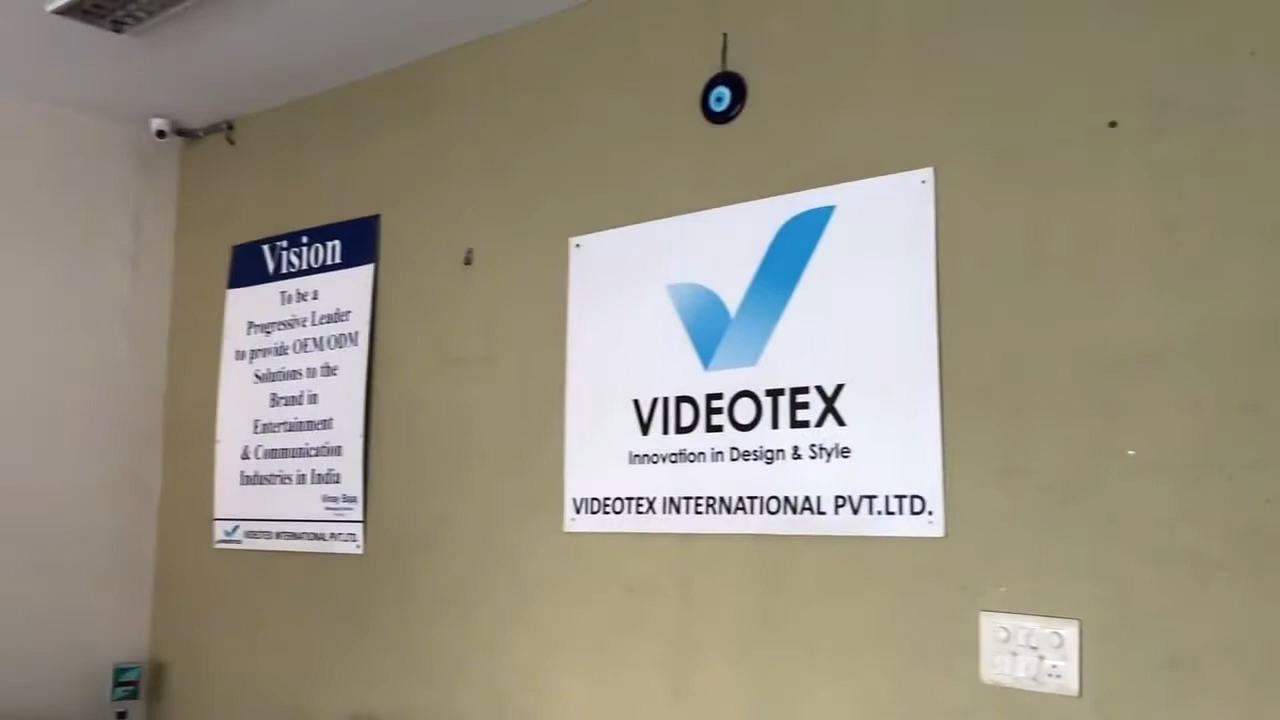 Vision
To be a
Progressive Leader
to provide OEM/ODM
Solutions to the
Brand in
Entertainment
& Communication
Industries in India
VIDEOTEX INTERNATIONAL PVT.LTD.
VIDEOTEX
Innovation in Design & Style
VIDEOTEX INTERNATIONAL PVT.LTD.